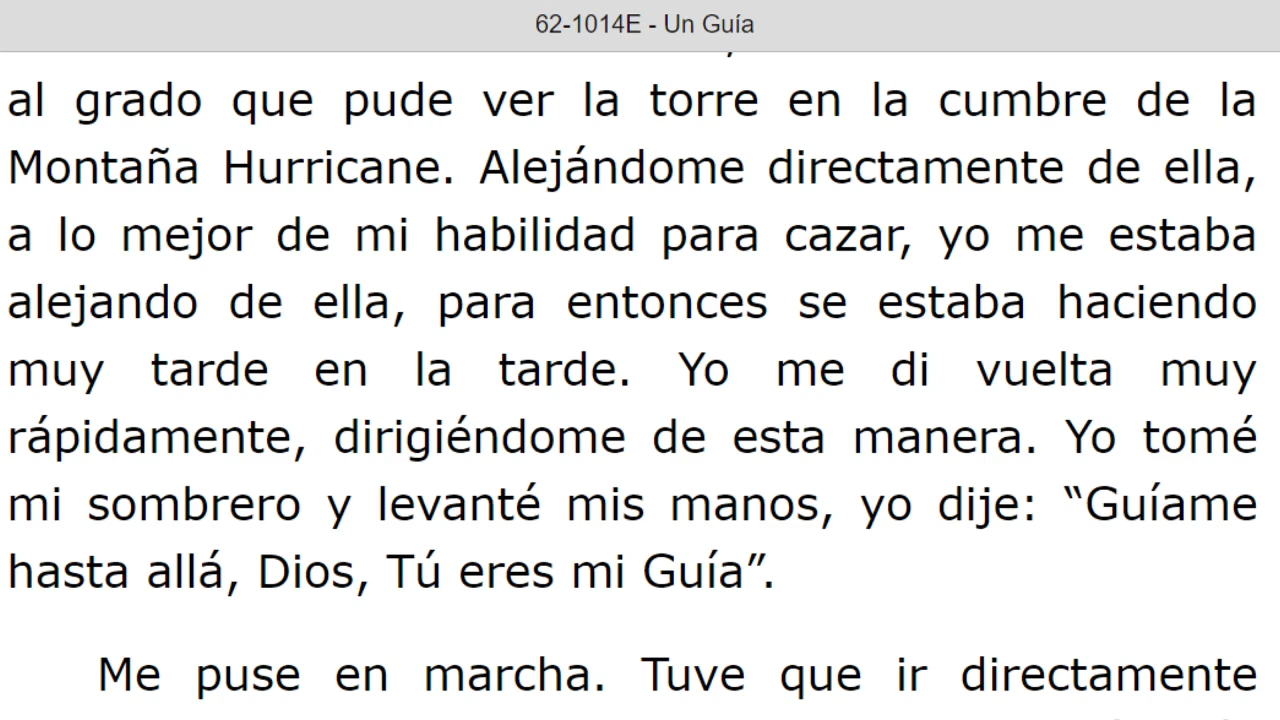 62-1014E - Un Guía
al grado que pude ver la torre en la cumbre de la
Montaña Hurricane. Alejándome directamente de ella,
a lo mejor de mi habilidad para cazar, yo me estaba
alejando de ella, para entonces se estaba haciendo
muy tarde en la tarde. Yo me di vuelta muy
rápidamente, dirigiéndome de esta manera. Yo tomé
mi sombrero y levanté mis manos, yo dije: “Guíame
hasta allá, Dios, Tú eres mi Guía”.
Me puse en marcha. Tuve que ir directamente